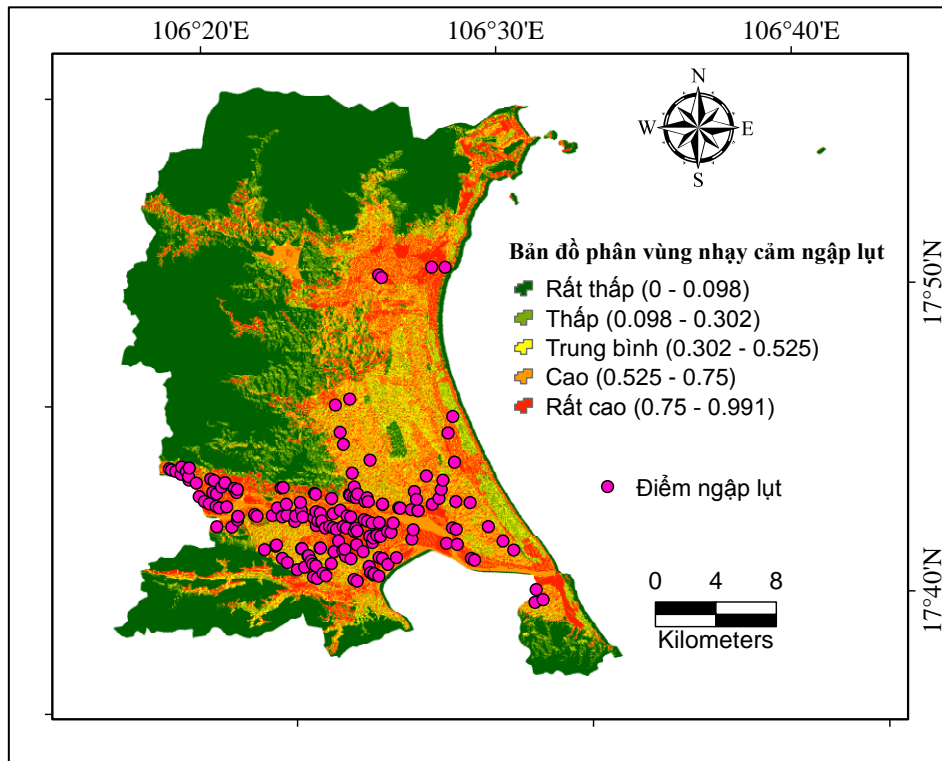 106°20'E
106°30'E
106°40'E
N
W
E
S
Bản đồ phân vùng nhạy cảm ngập lụt
Rất thấp (0 - 0.098)
Thấp (0.098 - 0.302)
Trung bình (0.302 - 0.525)
Cao (0.525 - 0.75)
Rất cao (0.75 - 0.991)
17°50'N
Điểm ngập lụt
0 4 8
Kilometers
17°40'N